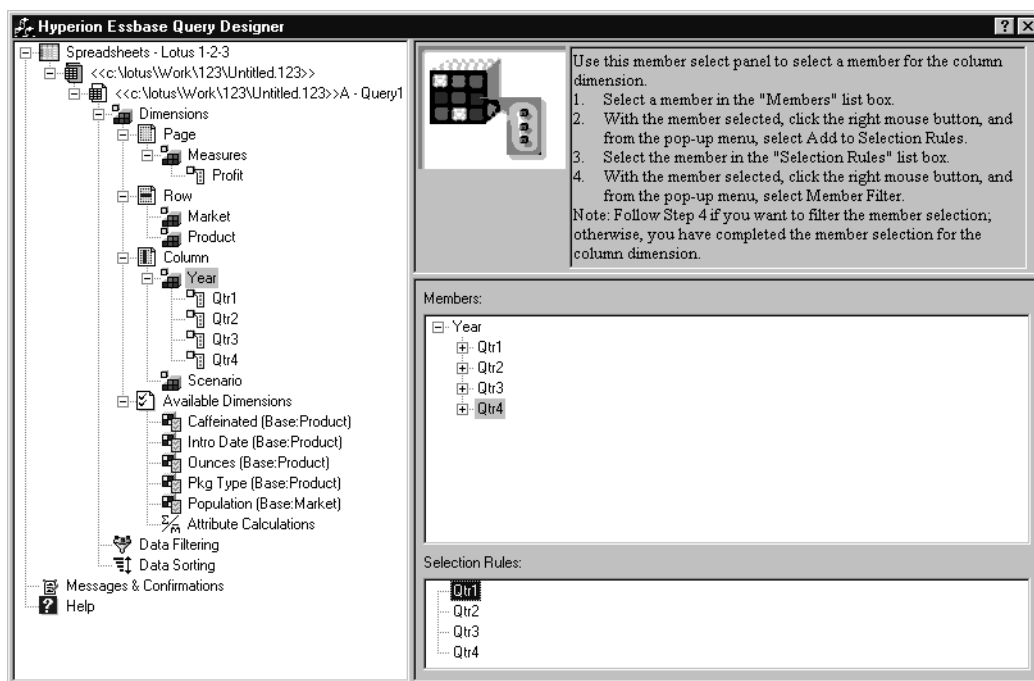 Hyperion Essbase Query Designer
Spreadsheets - Lotus 1-2-3
<<c:\lotus\Work\123\Untitled.123>>
<<c:\lotus\Work\123\Untitled.123>>A - Query1
Dimensions
Page
Measures
Profit
Row
Market
Product
Column
Year
Qtr1
Qtr2
Qtr3
Qtr4
Scenario
Available Dimensions
Caffeinated (Base:Product)
Intro Date (Base:Product)
Ounces (Base:Product)
Pkg Type (Base:Product)
Population (Base:Market)
Attribute Calculations
Data Filtering
Data Sorting
Messages & Confirmations
Help
Use this member select panel to select a member for the column
dimension.
1. Select a member in the "Members" list box.
2. With the member selected, click the right mouse button, and
from the pop-up menu, select Add to Selection Rules.
3. Select the member in the "Selection Rules" list box.
4. With the member selected, click the right mouse button, and
from the pop-up menu, select Member Filter.
Note: Follow Step 4 if you want to filter the member selection;
otherwise, you have completed the member selection for the
column dimension.
Members:
Year
Qtr1
Qtr2
Qtr3
Qtr4
Selection Rules:
Qtr1
Qtr2
Qtr3
Qtr4